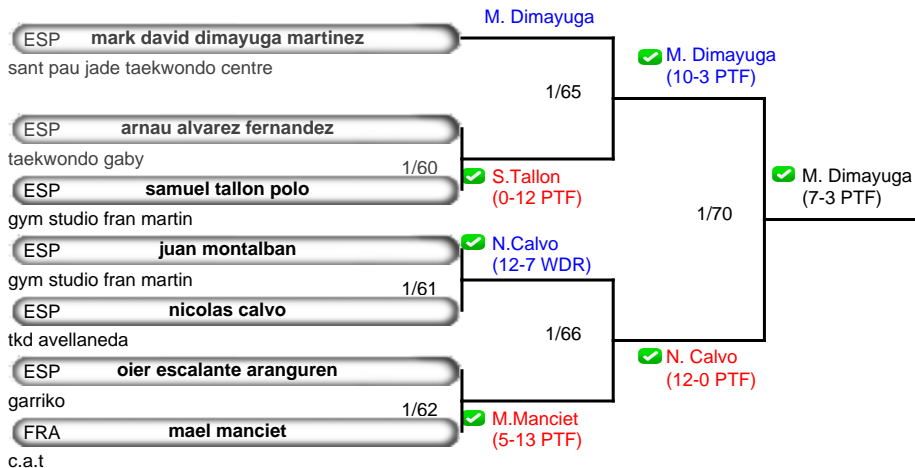 M. Dimayuga
ESP mark david dimayuga martinez
sant pau jade taekwondo centre
M. Dimayuga
(10-3 PTF)
1/65
ESP arnau alvarez fernandez
taekwondo gaby
1/60
ESP samuel tallon polo
gym studio fran martin
S.Tallon
(0-12 PTF)
M. Dimayuga
(7-3 PTF)
1/70
ESP juan montalban
gym studio fran martin
N.Calvo
(12-7 WDR)
1/61
ESP nicolas calvo
tkd avellaneda
1/66
N. Calvo
(12-0 PTF)
ESP oier escalante aranguren
garriko
1/62
FRA mael manciet
c.a.t
M.Manciet
(5-13 PTF)